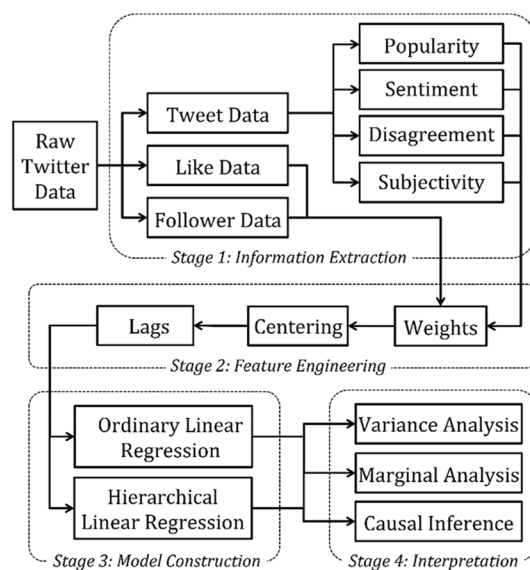 Popularity
Sentiment
Disagreement
Subjectivity
Tweet Data
Like Data
Follower Data
Raw
Twitter
Data
Stage 1: Information Extraction
Lags
Centering
Weights
Stage 2: Feature Engineering
Ordinary Linear
Regression
Hierarchical
Linear Regression
Stage 3: Model Construction
Variance Analysis
Marginal Analysis
Causal Inference
Stage 4: Interpretation